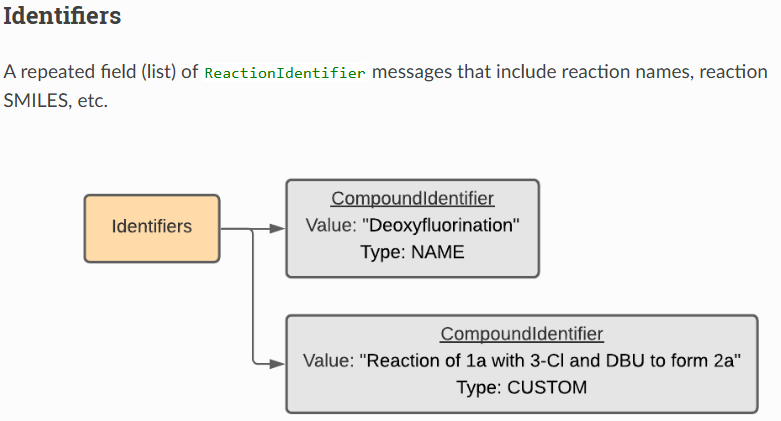 Identifiers
A repeated field (list) of ReactionIdentifier messages that include reaction names, reaction
SMILES, etc.
Identifiers
CompoundIdentifier
Value: "Deoxyfluorination"
Type: NAME
CompoundIdentifier
Value: "Reaction of 1a with 3-Cl and DBU to form 2a"
Type: CUSTOM